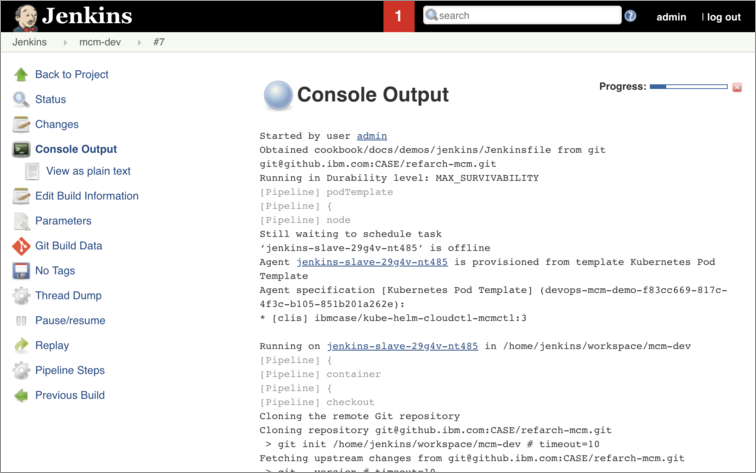 Jenkins
1
search
admin
| log out
Jenkins
mcm-dev
#7
Back to Project
Status
Changes
Console Output
View as plain text
Edit Build Information
Parameters
Git Build Data
No Tags
Thread Dump
Pause/resume
Replay
Pipeline Steps
Previous Build
Progress:
Console Output
Started by user admin
Obtained cookbook/docs/demos/jenkins/Jenkinsfile from git
git@github.ibm.com:CASE/refarch-mcm.git
Running in Durability level: MAX_SURVIVABILITY
[Pipeline] podTemplate
[Pipeline] {
[Pipeline] node
Still waiting to schedule task
‘jenkins-slave-29g4v-nt485’ is offline
Agent jenkins-slave-29g4v-nt485 is provisioned from template Kubernetes Pod
Template
Agent specification [Kubernetes Pod Template] (devops-mcm-demo-f83cc669-817c-
4f3c-b105-851b201a262e):
* [clis] ibmcase/kube-helm-cloudctl-mcmctl:3
Running on jenkins-slave-29g4v-nt485 in /home/jenkins/workspace/mcm-dev
[Pipeline] {
[Pipeline] container
[Pipeline] {
[Pipeline] checkout
Cloning the remote Git repository
Cloning repository git@github.ibm.com:CASE/refarch-mcm.git
> git init /home/jenkins/workspace/mcm-dev # timeout=10
Fetching upstream changes from git@github.ibm.com:CASE/refarch-mcm.git
> git --version # timeout=10